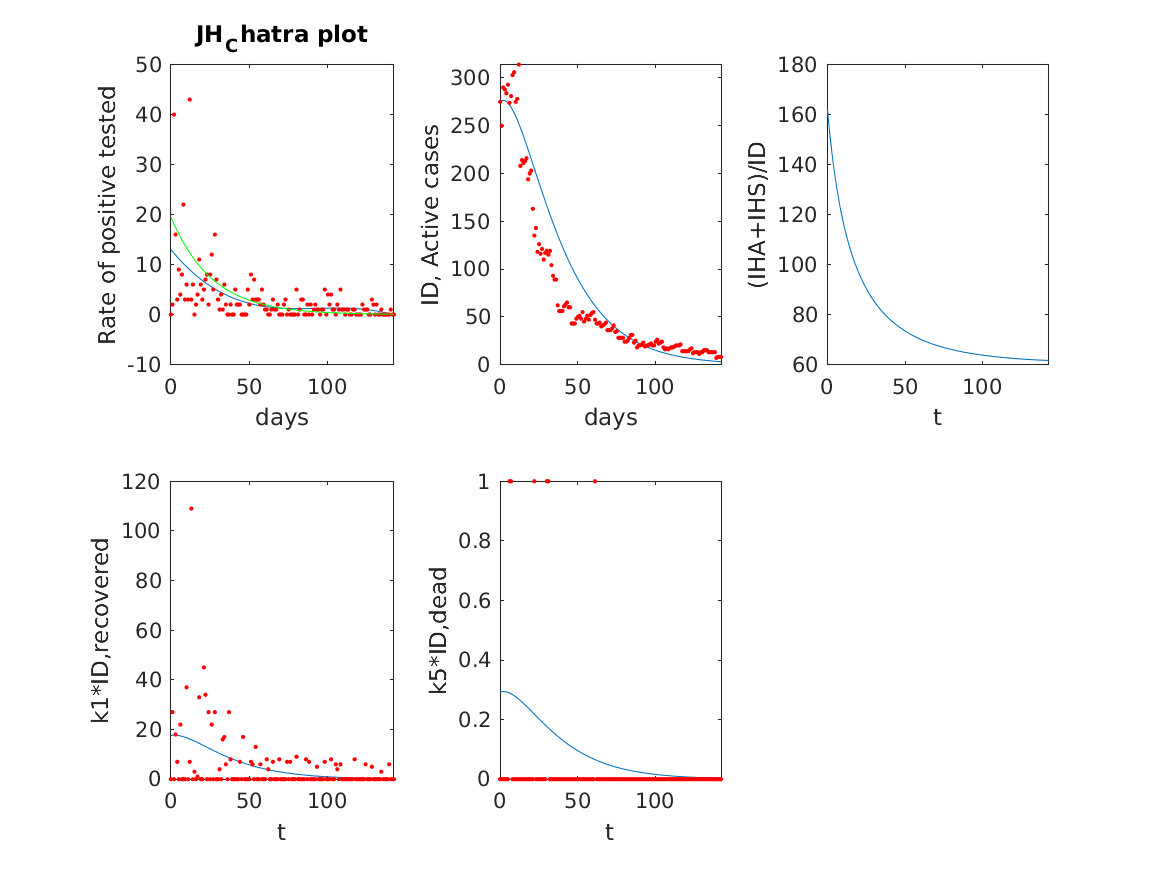 JH_Chatra plot
50
40
30
20
10
0
-10
0 50 100
days
Rate of positive tested
300
250
200
150
100
50
0
0 50 100
days
ID, Active cases
180
160
140
120
100
80
60
0 50 100
t
(IHA+IHS)/ID
120
100
80
60
40
20
0
0 50 100
t
k1*ID,recovered
1
0.8
0.6
0.4
0.2
0
0 50 100
t
k5*ID,dead